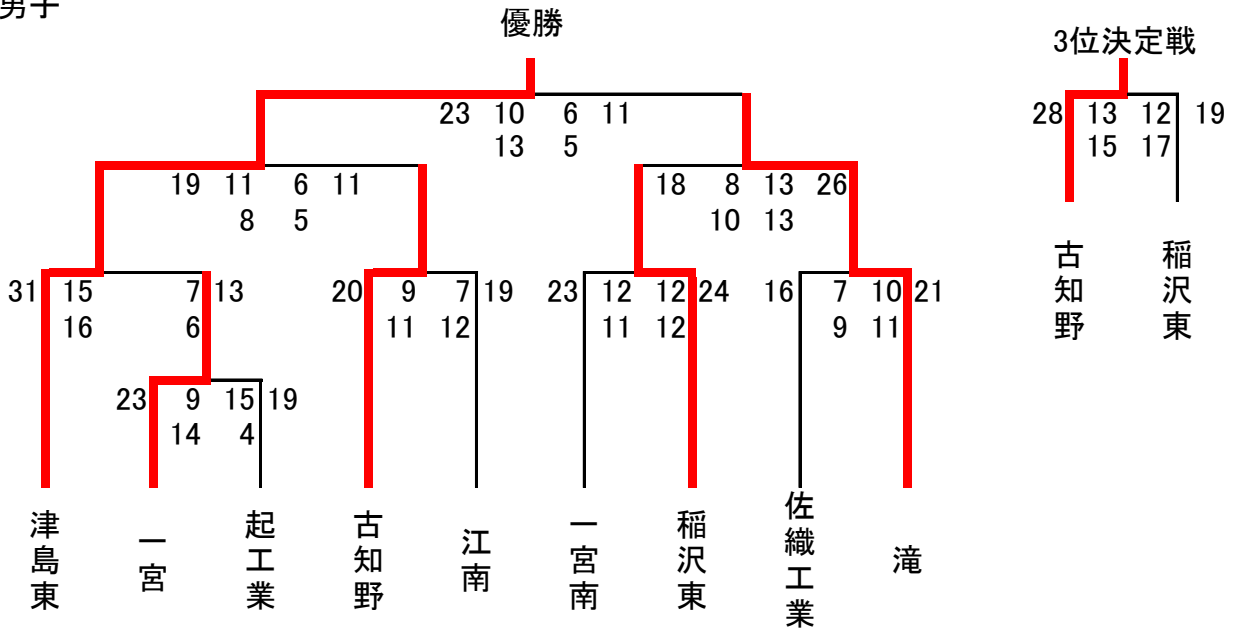 男子
優勝
3位決定戦
23 10 6 11
13 5
28 13 12 19
15 17
19 11 6 11
8 5
18 8 13 26
10 13
古知野
稲沢東
31 15 7 13
16 6
20 9 7 19
11 12
23 12 12 24
11 12
16 7 10 21
9 11
23 9 15 19
14 4
津島東
一宮
起工業
古知野
江南
一宮南
稲沢東
佐織工業
滝